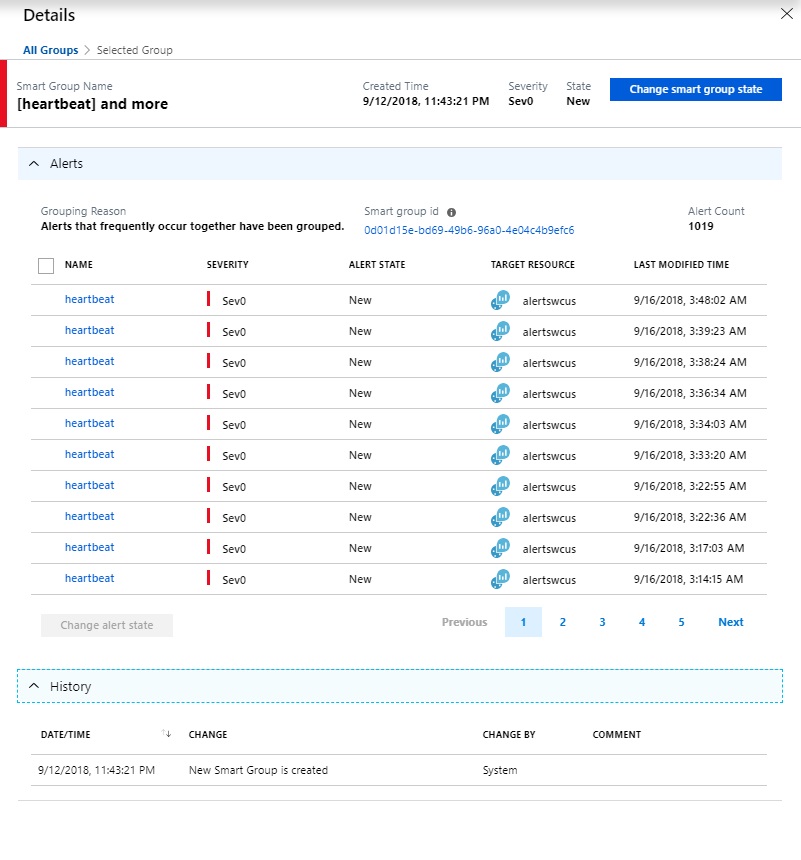 Details
All Groups > Selected Group
Smart Group Name Created Time Severity State
[heartbeat] and more 9/12/2018, 11:43:21 PM Sev0 New Change smart group state
Alerts
Grouping Reason Smart group id Alert Count
Alerts that frequently occur together have been grouped. 0d01d15e-bd69-49b6-96a0-4e04c4b9efc6 1019
NAME SEVERITY ALERT STATE TARGET RESOURCE LAST MODIFIED TIME
heartbeat Sev0 New alertswcus 9/16/2018, 3:48:02 AM
heartbeat Sev0 New alertswcus 9/16/2018, 3:39:23 AM
heartbeat Sev0 New alertswcus 9/16/2018, 3:38:24 AM
heartbeat Sev0 New alertswcus 9/16/2018, 3:36:34 AM
heartbeat Sev0 New alertswcus 9/16/2018, 3:34:03 AM
heartbeat Sev0 New alertswcus 9/16/2018, 3:33:20 AM
heartbeat Sev0 New alertswcus 9/16/2018, 3:22:55 AM
heartbeat Sev0 New alertswcus 9/16/2018, 3:22:36 AM
heartbeat Sev0 New alertswcus 9/16/2018, 3:17:03 AM
heartbeat Sev0 New alertswcus 9/16/2018, 3:14:15 AM
Change alert state Previous 1 2 3 4 5 Next
History
DATE/TIME CHANGE CHANGE BY COMMENT
9/12/2018, 11:43:21 PM New Smart Group is created System